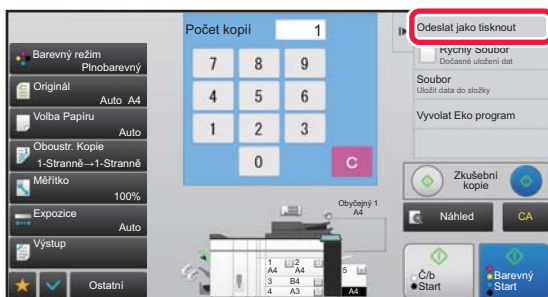 Barevný režim
Plnobarevný
Originál
Auto A4
Volba Papíru
Auto
Oboustr. Kopie
1-Stranně→1-Stranně
Měřítko
100%
Expozice
Auto
Výstup
Ostatní
Počet kopií 1
7 8 9
4 5 6
1 2 3
0 C
Obyčejný 1
A4
1 A4
2 A4
3 B4
4 A3
5
A4
Odeslat jako tisknout
Rychlý Soubor
Dočasné uložení dat
Soubor
Uložit data do složky
Vyvolat Eko program
Zkušební
kopie
Náhled
CA
Č/b
Start
Barevný
Start